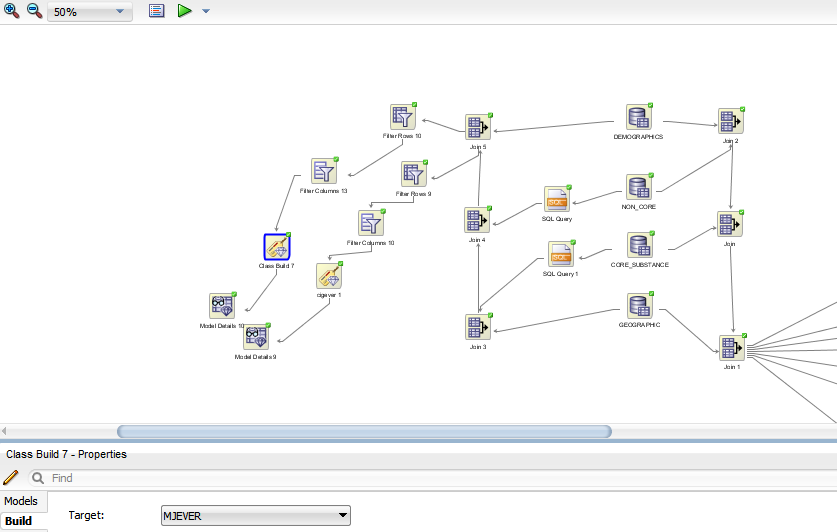 50%
Filter Rows 10
Join 5
DEMOGRAPHICS
Join 2
Filter Columns 13
Filter Rows 9
SQL
SQL Query
NON_CORE
Filter Columns 10
Join 4
Join
Class Build 7
SQL
SQL Query 1
CORE_SUBSTANCE
cigever 1
Model Details 10
GEOGRAPHIC
Model Details 9
Join 3
Join 1
Class Build 7 - Properties
Find
Models
Build
Target:
MJEVER